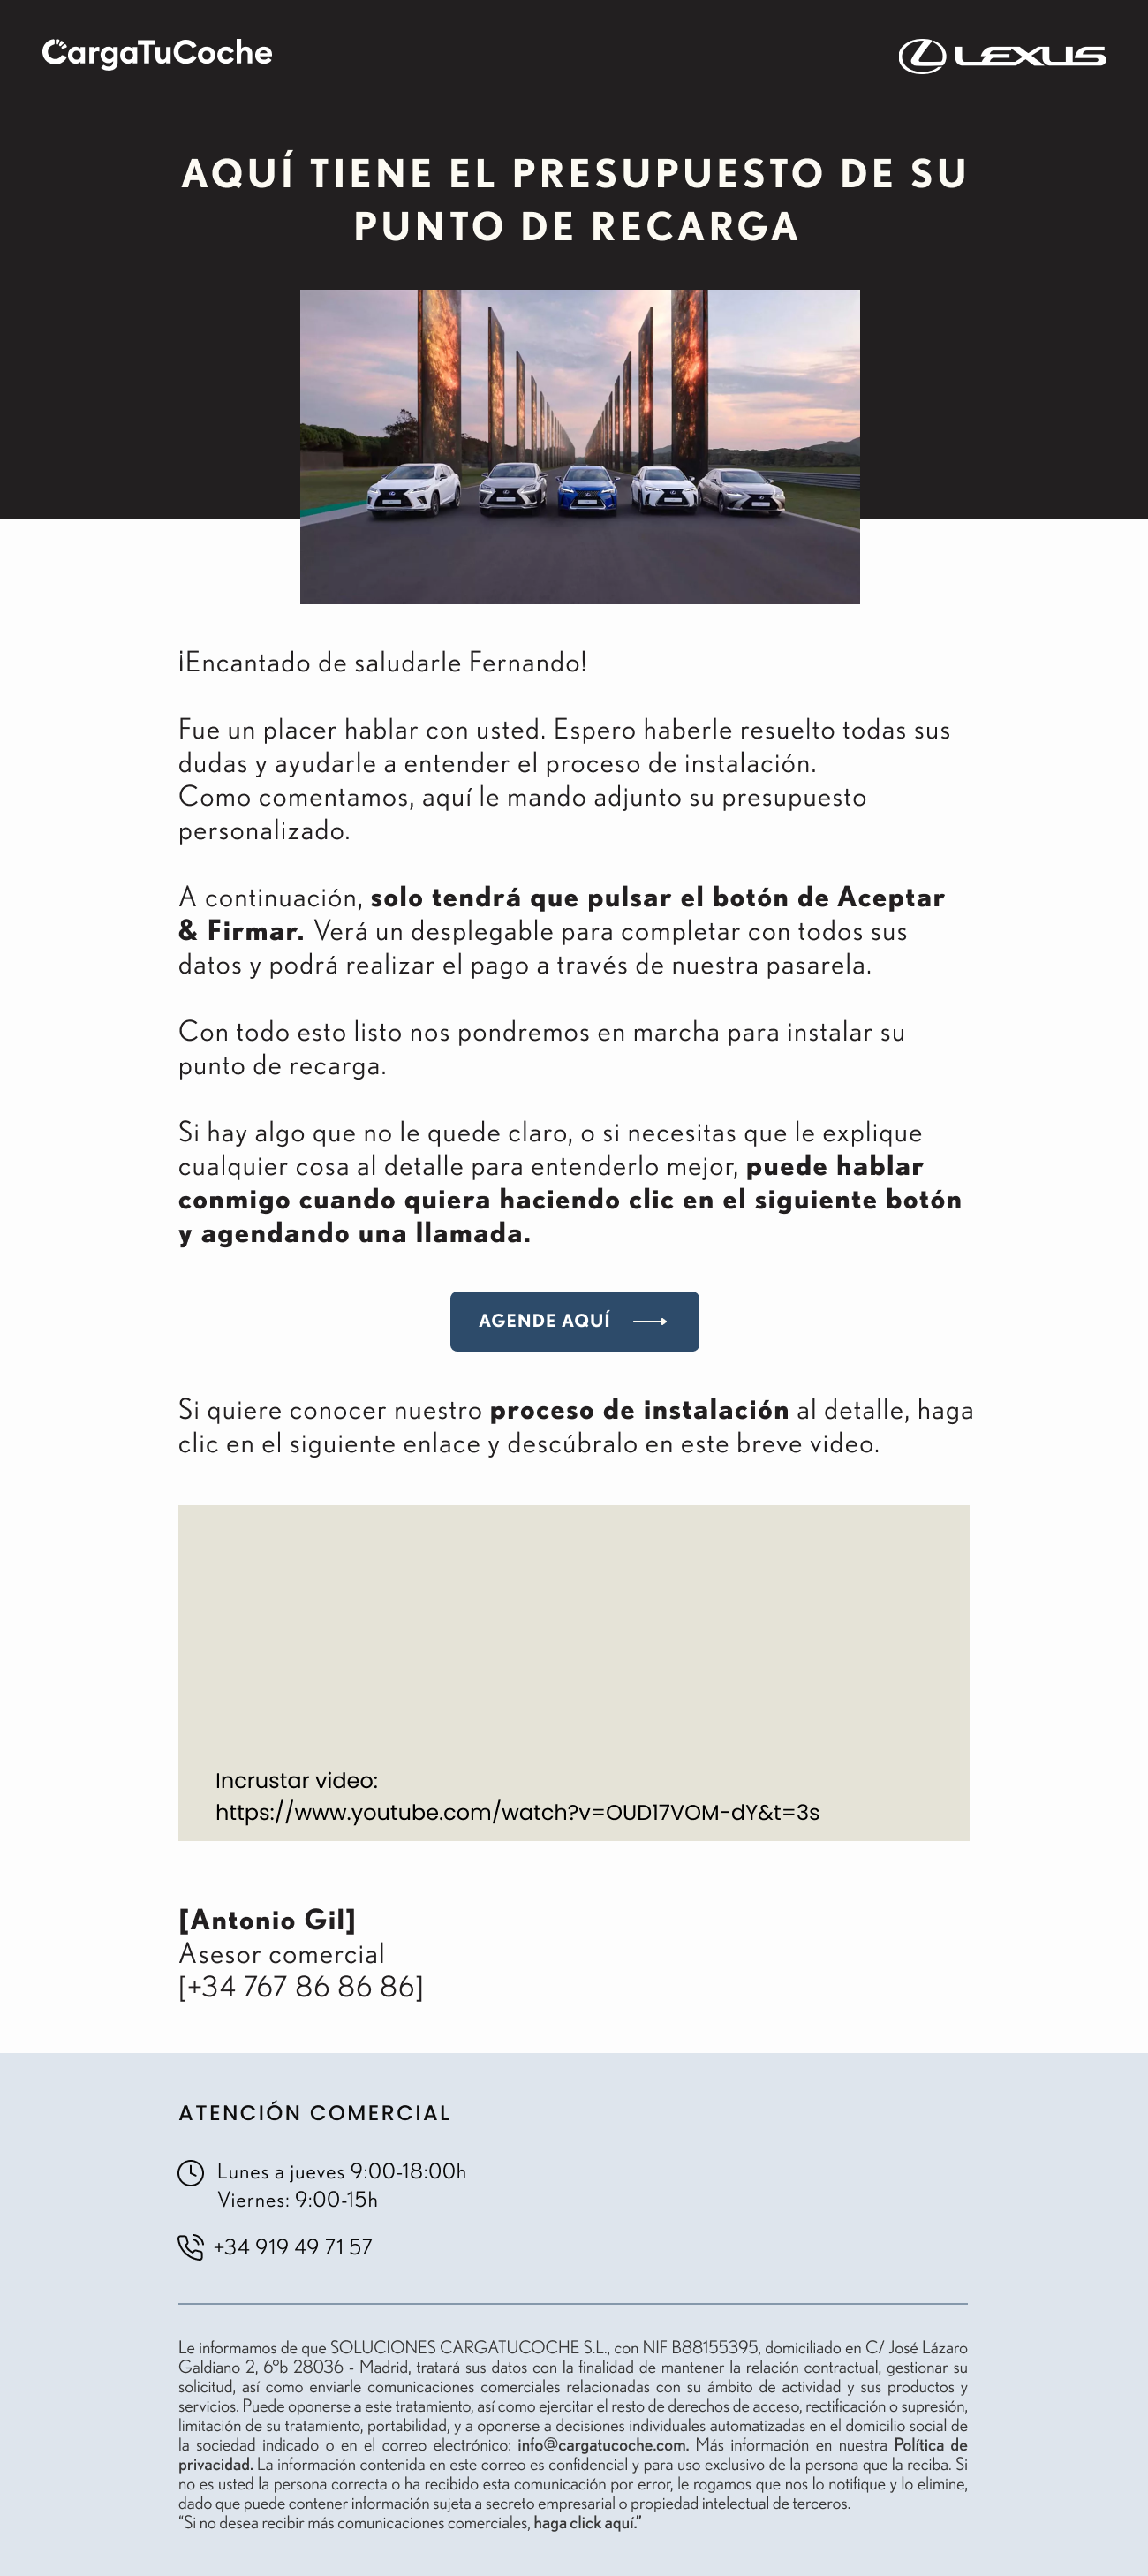 CargaTuCoche
LEXUS
AQUÍ TIENE EL PRESUPUESTO DE SU
PUNTO DE RECARGA
¡Encantado de saludarle Fernando!
Fue un placer hablar con usted. Espero haberle resuelto todas sus
dudas y ayudarle a entender el proceso de instalación.
Como comentamos, aquí le mando adjunto su presupuesto
personalizado.
A continuación, solo tendrá que pulsar el botón de Aceptar
& Firmar. Verá un desplegable para completar con todos sus
datos y podrá realizar el pago a través de nuestra pasarela.
Con todo esto listo nos pondremos en marcha para instalar su
punto de recarga.
Si hay algo que no le quede claro, o si necesitas que le explique
cualquier cosa al detalle para entenderlo mejor, puede hablar
conmigo cuando quiera haciendo clic en el siguiente botón
y agendando una llamada.
AGENDE AQUÍ
Si quiere conocer nuestro proceso de instalación al detalle, haga
clic en el siguiente enlace y descúbralo en este breve video.
Incrustar video:
https://www.youtube.com/watch?v=OUD17VOM-dY&t=3s
[Antonio Gil]
Asesor comercial
[+34 767 86 86 86]
ATENCIÓN COMERCIAL
Lunes a jueves 9:00-18:00h
Viernes: 9:00-15h
+34 919 49 71 57
Le informamos de que SOLUCIONES CARGATUCOCHE S.L., con NIF B88155395, domiciliado en C/ José Lázaro
Galdiano 2, 6ºb 28036 - Madrid, tratará sus datos con la finalidad de mantener la relación contractual, gestionar su
solicitud, así como enviarle comunicaciones comerciales relacionadas con su ámbito de actividad y sus productos y
servicios. Puede oponerse a este tratamiento, así como ejercitar el resto de derechos de acceso, rectificación o supresión,
limitación de su tratamiento, portabilidad, y a oponerse a decisiones individuales automatizadas en el domicilio social de
la sociedad indicado o en el correo electrónico: info@cargatucoche.com. Más información en nuestra Política de
privacidad. La información contenida en este correo es confidencial y para uso exclusivo de la persona que la reciba. Si
no es usted la persona correcta o ha recibido esta comunicación por error, le rogamos que nos lo notifique y lo elimine,
dado que puede contener información sujeta a secreto empresarial o propiedad intelectual de terceros.
“Si no desea recibir más comunicaciones comerciales, haga click aquí.”